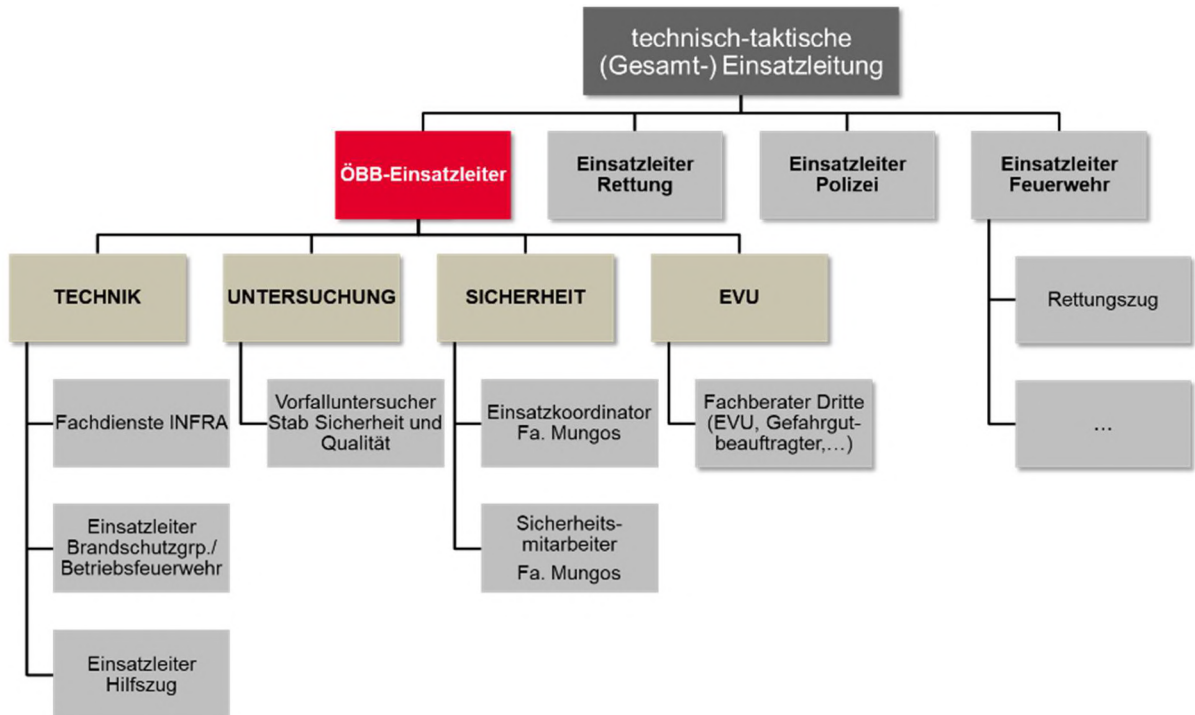 technisch-taktische
(Gesamt-) Einsatzleitung
ÖBB-Einsatzleiter
Einsatzleiter
Rettung
Einsatzleiter
Polizei
Einsatzleiter
Feuerwehr
TECHNIK
UNTERSUCHUNG
SICHERHEIT
EVU
Rettungszug
Fachdienste INFRA
Vorfalluntersucher
Stab Sicherheit und
Qualität
Einsatzkoordinator
Fa. Mungos
Fachberater Dritte
(EVU, Gefahrgut-
beauftragter,…)
…
Einsatzleiter
Brandschutzgrp./
Betriebsfeuerwehr
Sicherheits-
mitarbeiter
Fa. Mungos
Einsatzleiter
Hilfszug